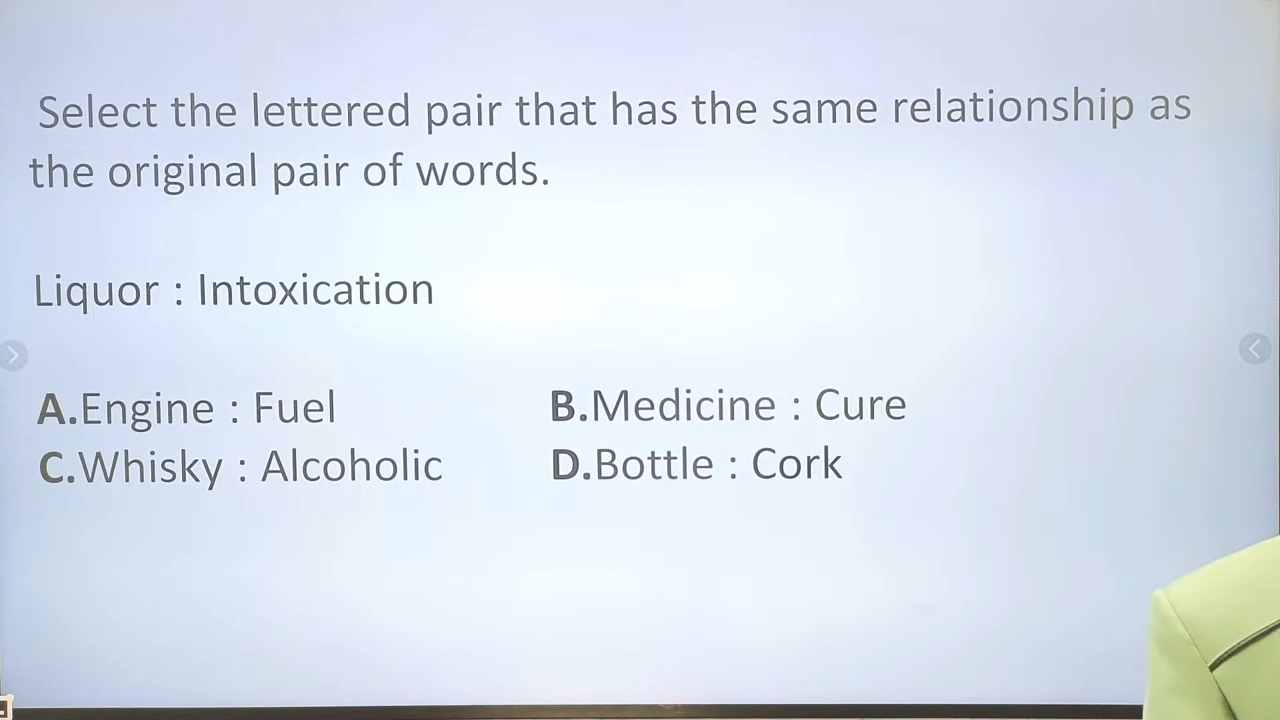 Select the lettered pair that has the same relationship as
the original pair of words.
Liquor : Intoxication
A.Engine : Fuel
B.Medicine : Cure
C.Whisky : Alcoholic
D.Bottle : Cork